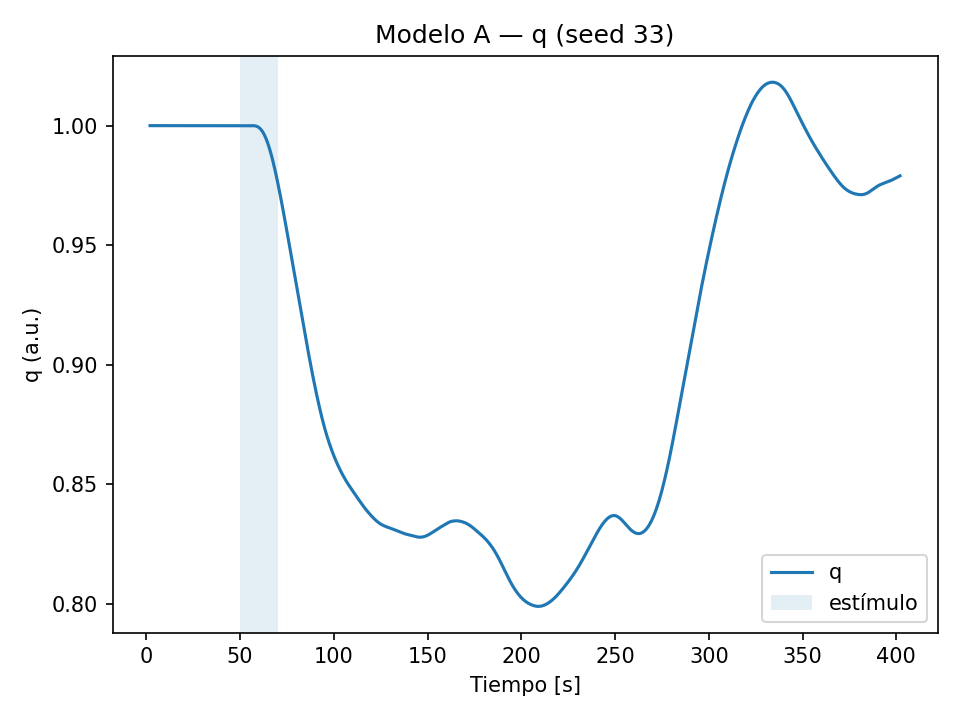 Modelo A — q (seed 33)
q (a.u.)
1.00
0.95
0.90
0.85
0.80
0 50 100 150 200 250 300 350 400
Tiempo [s]
q
estímulo